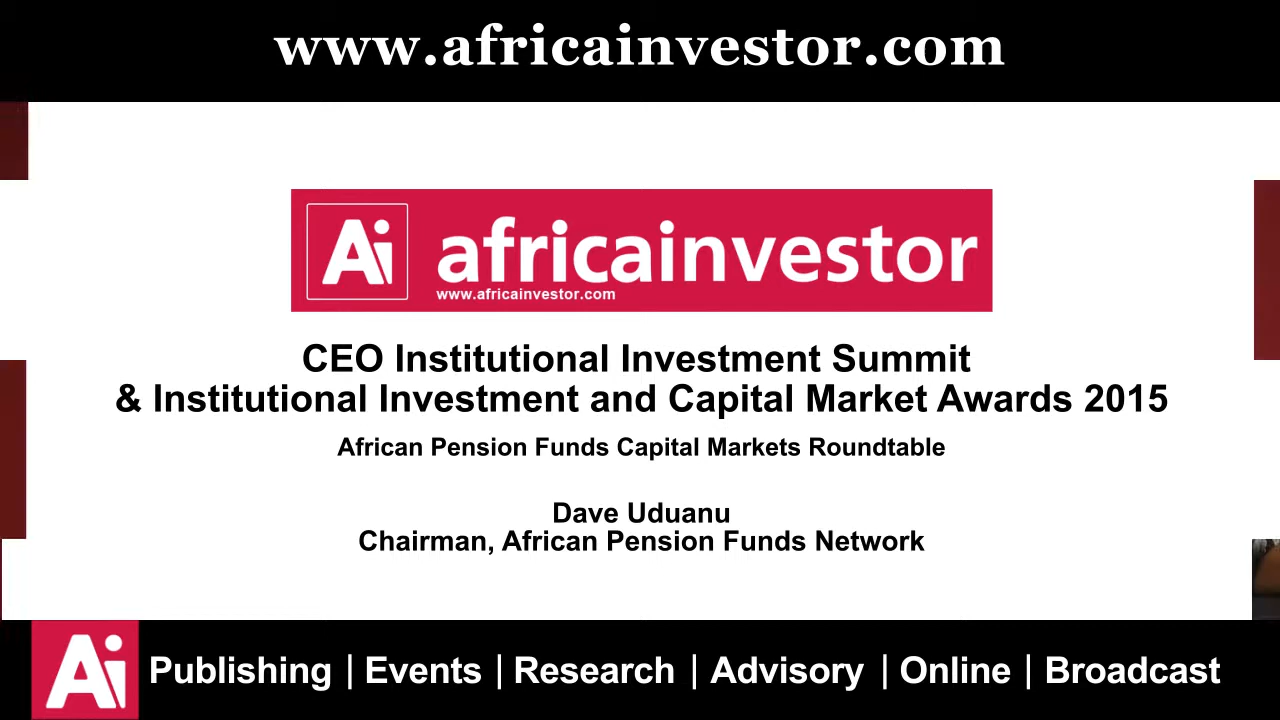 www.africainvestor.com
Ai africainvestor
www.africainvestor.com
CEO Institutional Investment Summit
& Institutional Investment and Capital Market Awards 2015
African Pension Funds Capital Markets Roundtable
Dave Uduanu
Chairman, African Pension Funds Network
Ai Publishing | Events | Research | Advisory | Online | Broadcast